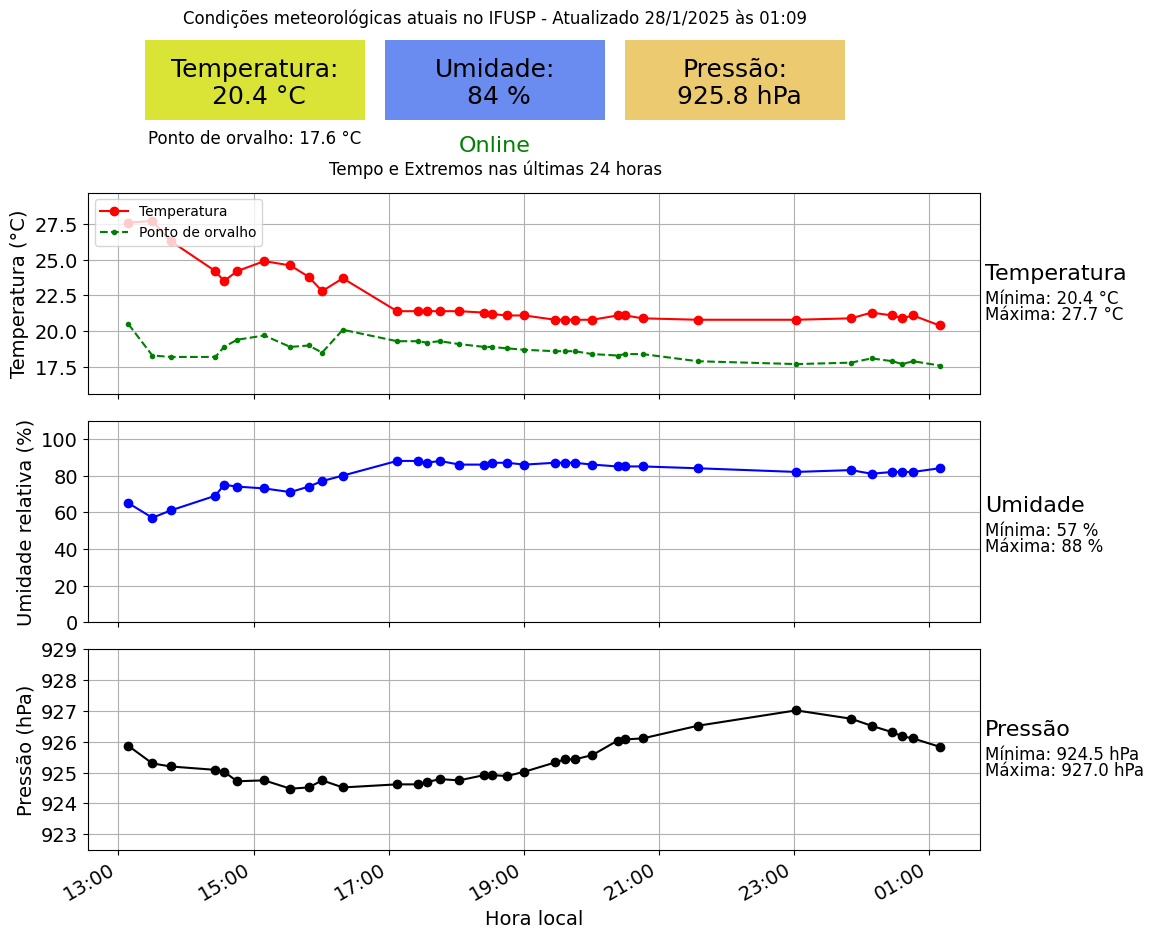 Condições meteorológicas atuais no IFUSP - Atualizado 28/1/2025 às 01:09
Temperatura:
20.4 °C
Umidade:
84 %
Pressão:
925.8 hPa
Ponto de orvalho: 17.6 °C
Online
Tempo e Extremos nas últimas 24 horas
Temperatura (°C)
27.5
25.0
22.5
20.0
17.5
Temperatura
Ponto de orvalho
Temperatura
Mínima: 20.4 °C
Máxima: 27.7 °C
Umidade relativa (%)
100
80
60
40
20
0
Umidade
Mínima: 57 %
Máxima: 88 %
Pressão (hPa)
929
928
927
926
925
924
923
Pressão
Mínima: 924.5 hPa
Máxima: 927.0 hPa
13:00
15:00
17:00
19:00
21:00
23:00
01:00
Hora local